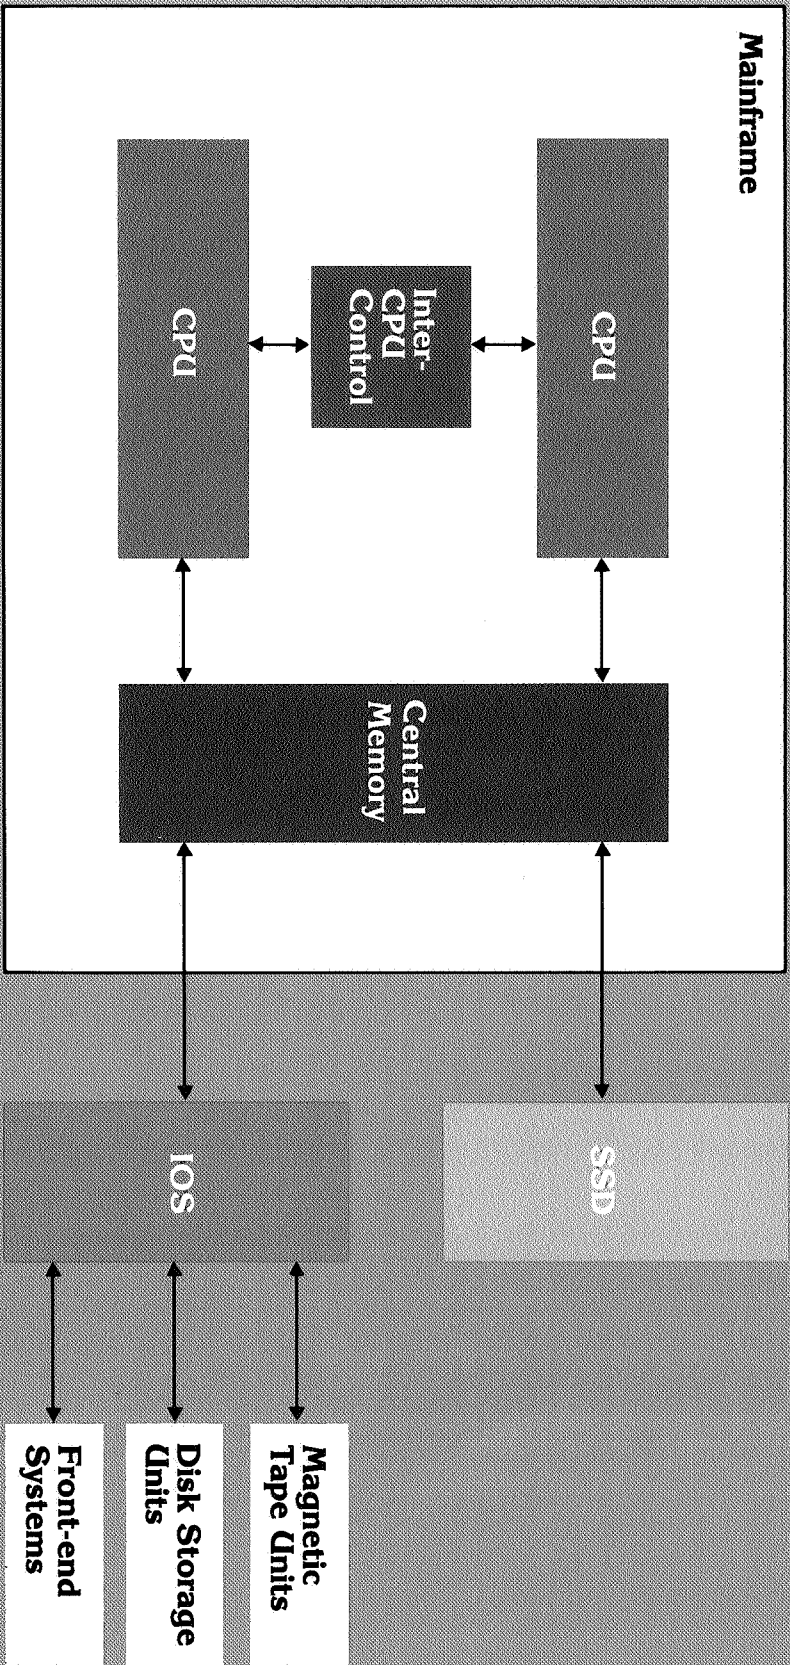 Mainframe
CPU
Inter-
CPU
Control
CPU
Central
Memory
SSD
IOS
Magnetic
Tape Units
Disk Storage
Units
Front-end
Systems